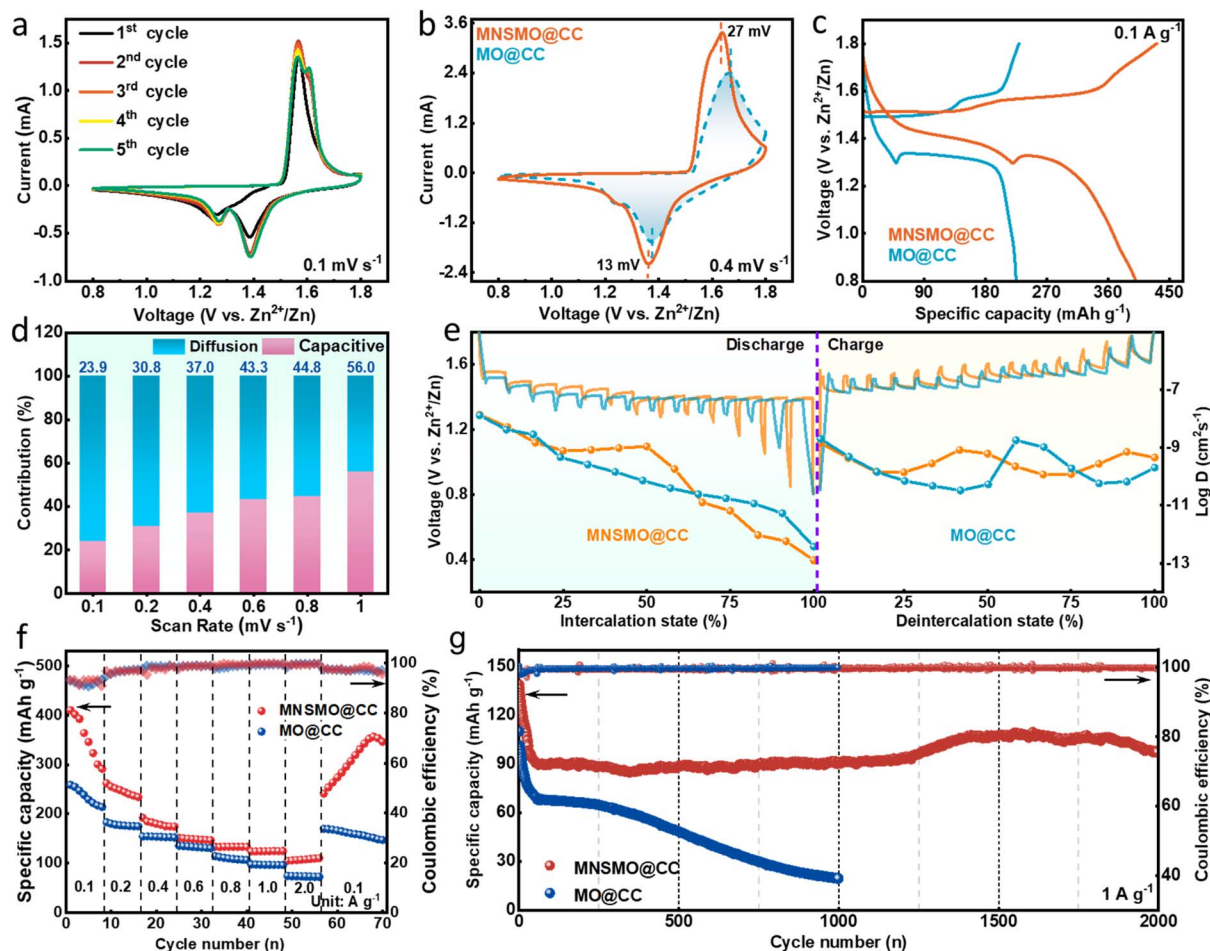 a
1st cycle
2nd cycle
3rd cycle
4th cycle
5th cycle
0.1 mV s-1
Current (mA)
1.5
1.0
0.5
0.0
-0.5
-1.0
0.8 1.0 1.2 1.4 1.6 1.8
Voltage (V vs. Zn2+/Zn)
b
MNSMO@CC
MO@CC
27 mV
13 mV
0.4 mV s-1
Current (mA)
3.6
2.4
1.2
0.0
-1.2
-2.4
0.8 1.0 1.2 1.4 1.6 1.8
Voltage (V vs. Zn2+/Zn)
c
0.1 A g-1
MNSMO@CC
MO@CC
Voltage (V vs. Zn2+/Zn)
1.8
1.6
1.4
1.2
1.0
0.8
0 90 180 270 360 450
Specific capacity (mAh g-1)
d
Diffusion Capacitive
23.9 30.8 37.0 43.3 44.8 56.0
Contribution (%)
120
100
80
60
40
20
0
0.1 0.2 0.4 0.6 0.8 1
Scan Rate (mV s-1)
e
Discharge Charge
MNSMO@CC
MO@CC
Voltage (V vs. Zn2+/Zn)
1.6
1.2
0.8
0.4
Log D (cm2s-1)
-7
-9
-11
-13
0 25 50 75 100 25 50 75 100
Intercalation state (%)
Deintercalation state (%)
f
MNSMO@CC
MO@CC
0.1 0.2 0.4 0.6 0.8 1.0 2.0 0.1
Unit: A g-1
Specific capacity (mAh g-1)
500
400
300
200
100
0
Coulombic efficiency (%)
100
80
60
40
20
0
0 10 20 30 40 50 60 70
Cycle number (n)
g
MNSMO@CC
MO@CC
1 A g-1
Specific capacity (mAh g-1)
150
120
90
60
30
0
Coulombic efficiency (%)
100
80
60
40
0 500 1000 1500 2000
Cycle number (n)